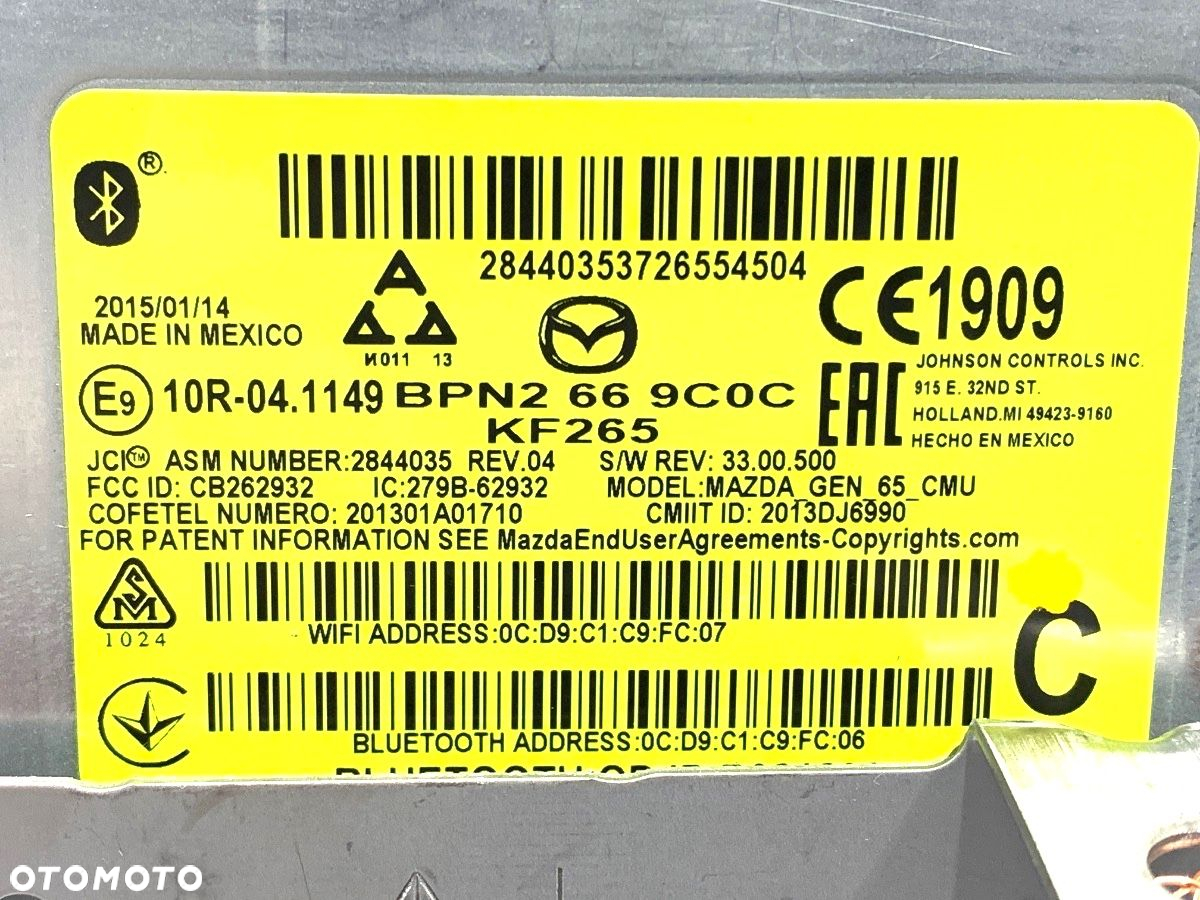 ®
28440353726554504
2015/01/14
MADE IN MEXICO
A
И011 13
CE1909
JOHNSON CONTROLS INC.
915 E. 32ND ST.
HOLLAND.MI 49423-9160
HECHO EN MEXICO
EAC
E9 10R-04.1149 BPN2 66 9C0C
KF265
JCI™ ASM NUMBER:2844035 REV.04 S/W REV: 33.00.500
FCC ID: CB262932 IC:279B-62932 MODEL:MAZDA_GEN_65_CMU
COFETEL NUMERO: 201301A01710 CMIIT ID: 2013DJ6990
FOR PATENT INFORMATION SEE MazdaEndUserAgreements-Copyrights.com
SM
1024
WIFI ADDRESS:0C:D9:C1:C9:FC:07
C
BLUETOOTH ADDRESS:0C:D9:C1:C9:FC:06
BLUETOOTH
OTOMOTO